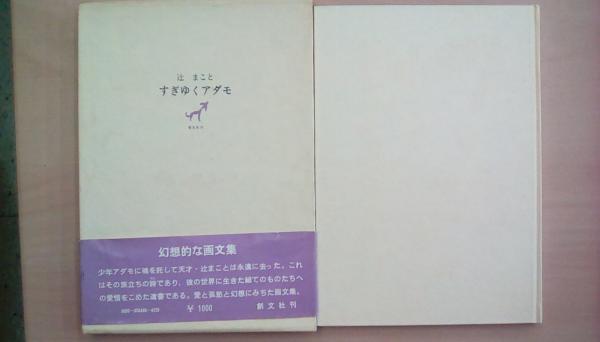 辻 まこと
すぎゆくアダモ
幻想的な画文集
少年アダモに魂を託して天才・辻まことは永遠に去った。これ
はその旅立ちの詩であり、彼の世界に生きた総てのものたちへ
の愛情をこめた遺書である。愛と孤愁と幻想にみちた画文集。
¥ 1000
創文社刊